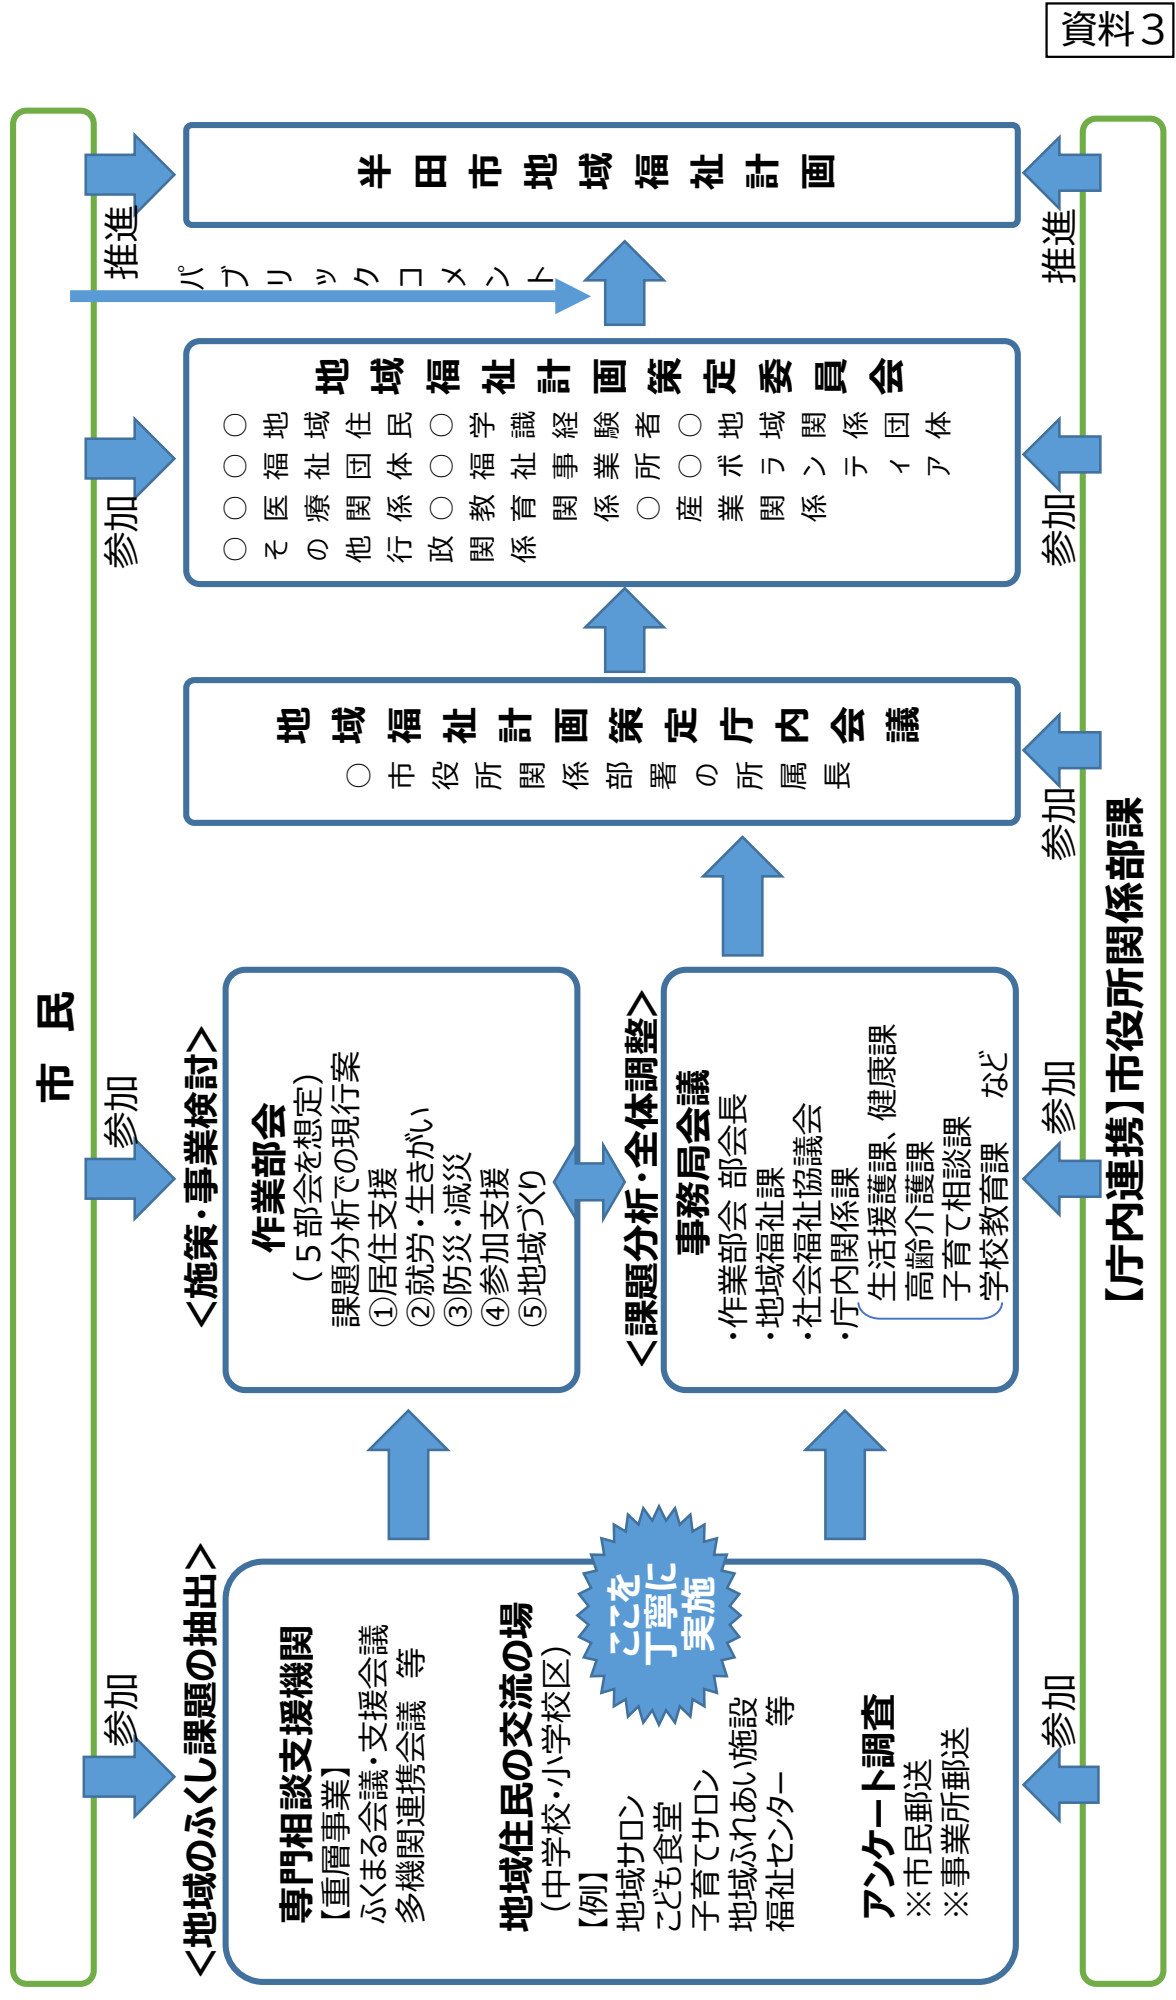 資料３
市 民
参加
参加
参加
推進
パブリックコメント
＜地域のふくし課題の抽出＞
専門相談支援機関
【重層事業】
ふくまる会議・支援会議
多機関連携会議 等
地域住民の交流の場
（中学校・小学校区）
【例】
地域サロン
こども食堂
子育てサロン
地域ふれあい施設
福祉センター 等
アンケート調査
※市民郵送
※事業所郵送
ここを
丁寧に
実施
＜施策・事業検討＞
作業部会
（５部会を想定）
課題分析での現行案
①居住支援
②就労・生きがい
③防災・減災
④参加支援
⑤地域づくり
＜課題分析・全体調整＞
事務局会議
・作業部会 部会長
・地域福祉課
・社会福祉協議会
・庁内関係課
生活援護課、健康課
高齢介護課
子育て相談課
学校教育課 など
地域福祉計画策定庁内会議
○市役所関係部署の所属長
地域福祉計画策定委員会
○地域住民○学識経験者○地域関係団体
○福祉団体○福祉事業所○ボランティア
○医療関係○教育関係○産業関係
○その他行政関係
半田市地域福祉計画
参加
参加
参加
参加
推進
【庁内連携】市役所関係部課